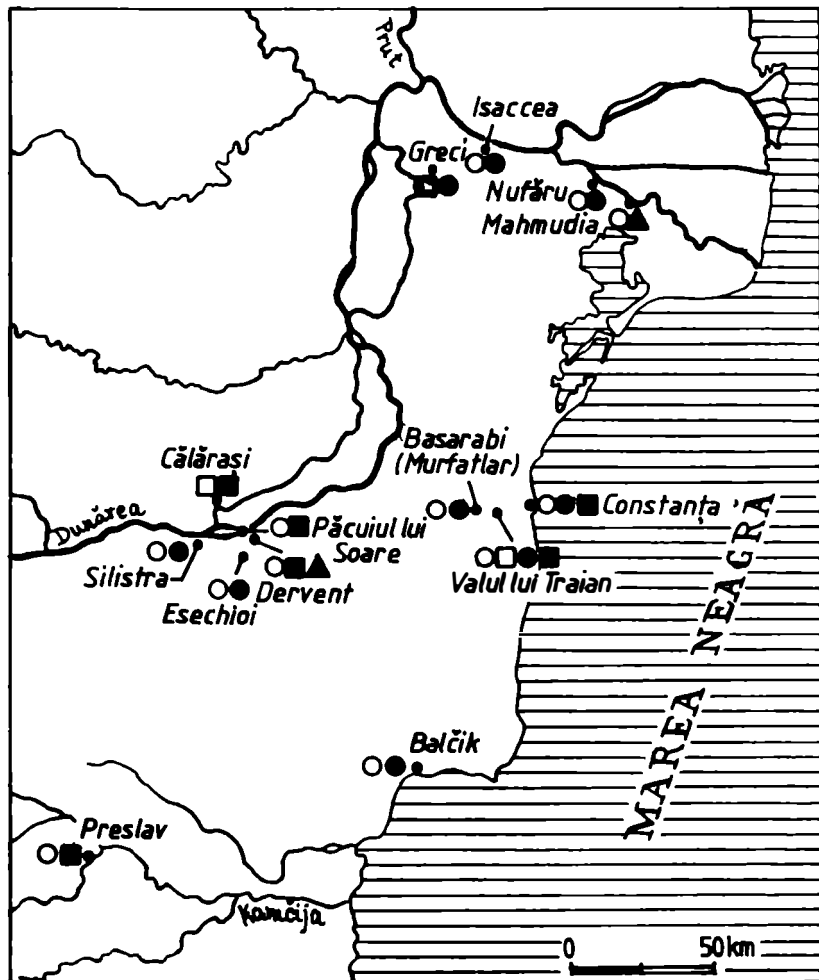 Prut
Isaccea
Greci
Nufăru
Mahmudia
Basarabi
(Murfatlar)
Călărasi
Constanța
Dunărea
Păcuiul lui
Soare
Silistra
Dervent
Valul lui Traian
Esechioi
MAREA NEAGRA
Balčik
Preslav
Kamčija
0 50 km